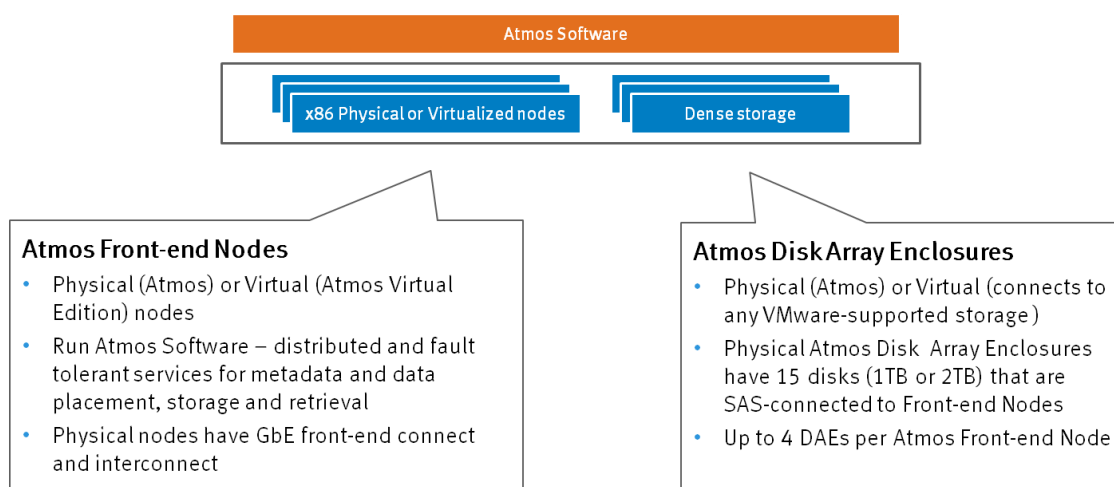 Atmos Software
x86 Physical or Virtualized nodes
Dense storage
Atmos Front-end Nodes
• Physical (Atmos) or Virtual (Atmos Virtual
Edition) nodes
• Run Atmos Software – distributed and fault
tolerant services for metadata and data
placement, storage and retrieval
• Physical nodes have GbE front-end connect
and interconnect
Atmos Disk Array Enclosures
• Physical (Atmos) or Virtual (connects to
any VMware-supported storage)
• Physical Atmos Disk Array Enclosures
have 15 disks (1TB or 2TB) that are
SAS-connected to Front-end Nodes
• Up to 4 DAEs per Atmos Front-end Node